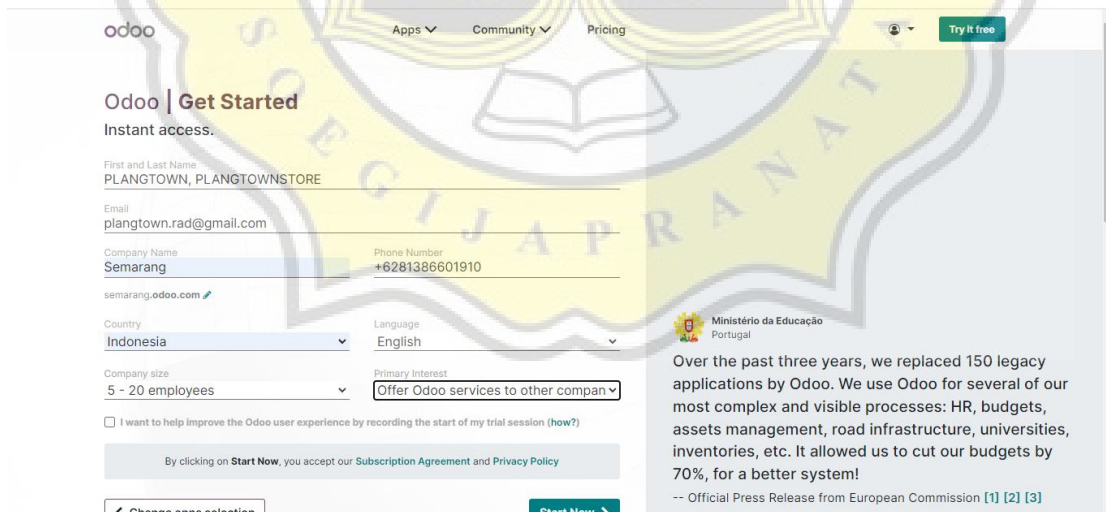 odoo Apps Community Pricing Try it free
Odoo | Get Started
Instant access.
First and Last Name
PLANGTOWN, PLANGTOWNSTORE
Email
plangtown.rad@gmail.com
Company Name Phone Number
Semarang +6281386601910
semarang.odoo.com
Country Language
Indonesia English
Company size Primary Interest
5 - 20 employees Offer Odoo services to other compan
I want to help improve the Odoo user experience by recording the start of my trial session (how?)
By clicking on Start Now, you accept our Subscription Agreement and Privacy Policy
Change apps selection Start Now
Ministério da Educação
Portugal
Over the past three years, we replaced 150 legacy
applications by Odoo. We use Odoo for several of our
most complex and visible processes: HR, budgets,
assets management, road infrastructure, universities,
inventories, etc. It allowed us to cut our budgets by
70%, for a better system!
-- Official Press Release from European Commission [1] [2] [3]
SOEGIJAPRANATA